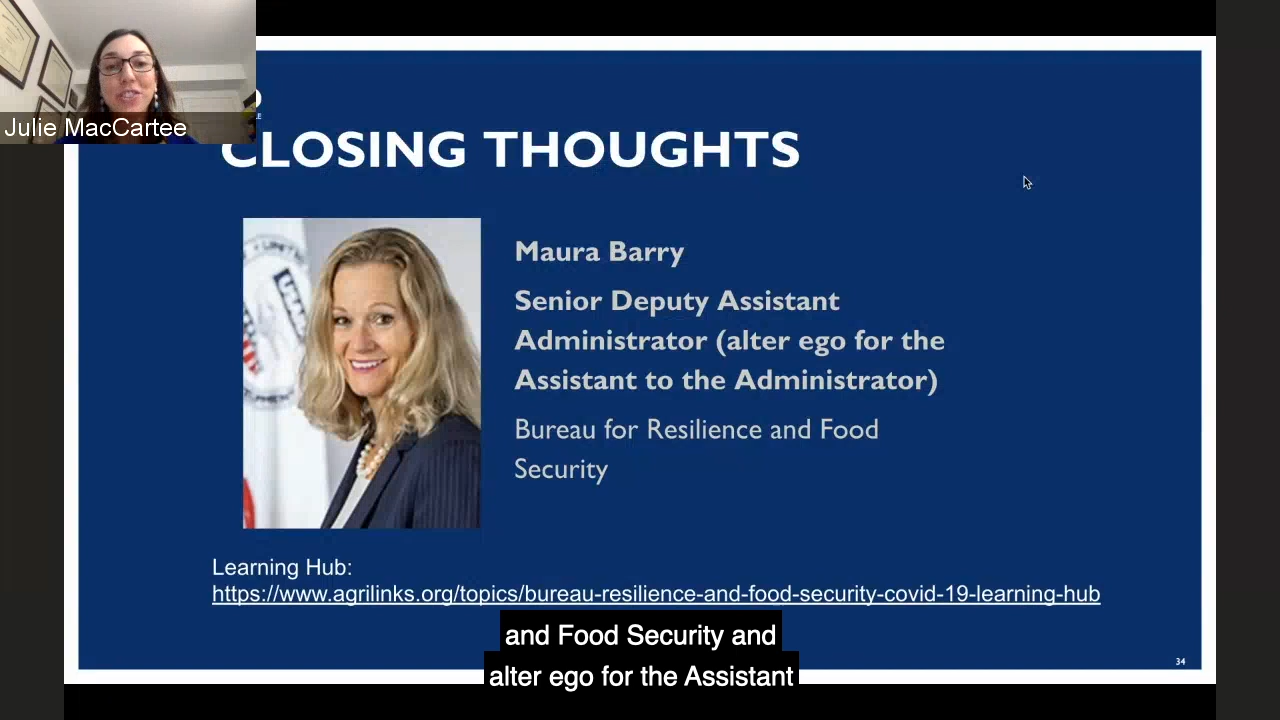 Julie MacCartee
CLOSING THOUGHTS
Maura Barry
Senior Deputy Assistant
Administrator (alter ego for the
Assistant to the Administrator)
Bureau for Resilience and Food
Security
Learning Hub:
https://www.agrilinks.org/topics/bureau-resilience-and-food-security-covid-19-learning-hub
and Food Security and
alter ego for the Assistant
34